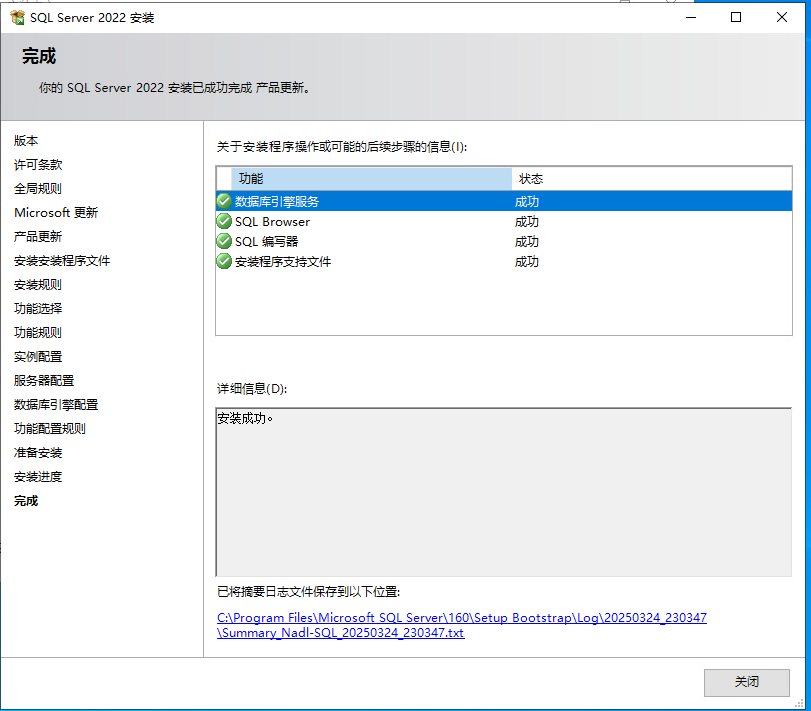 SQL Server 2022 安装
完成
你的 SQL Server 2022 安装已成功完成 产品更新。
版本
许可条款
全局规则
Microsoft 更新
产品更新
安装安装程序文件
安装规则
功能选择
功能规则
实例配置
服务器配置
数据库引擎配置
功能配置规则
准备安装
安装进度
完成
关于安装程序操作或可能的后续步骤的信息(I):
功能 状态
数据库引擎服务 成功
SQL Browser 成功
SQL 编写器 成功
安装程序支持文件 成功
详细信息(D):
安装成功。
已将摘要日志文件保存到以下位置:
C:\Program Files\Microsoft SQL Server\160\Setup Bootstrap\Log\20250324_230347
\Summary_Nadl-SQL_20250324_230347.txt
关闭